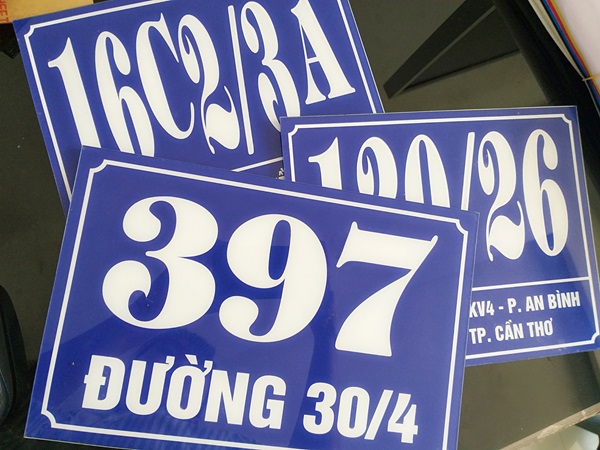 16C2/3A
120/26
KV4 - P. AN BÌNH
TP. CẦN THƠ
397
ĐƯỜNG 30/4